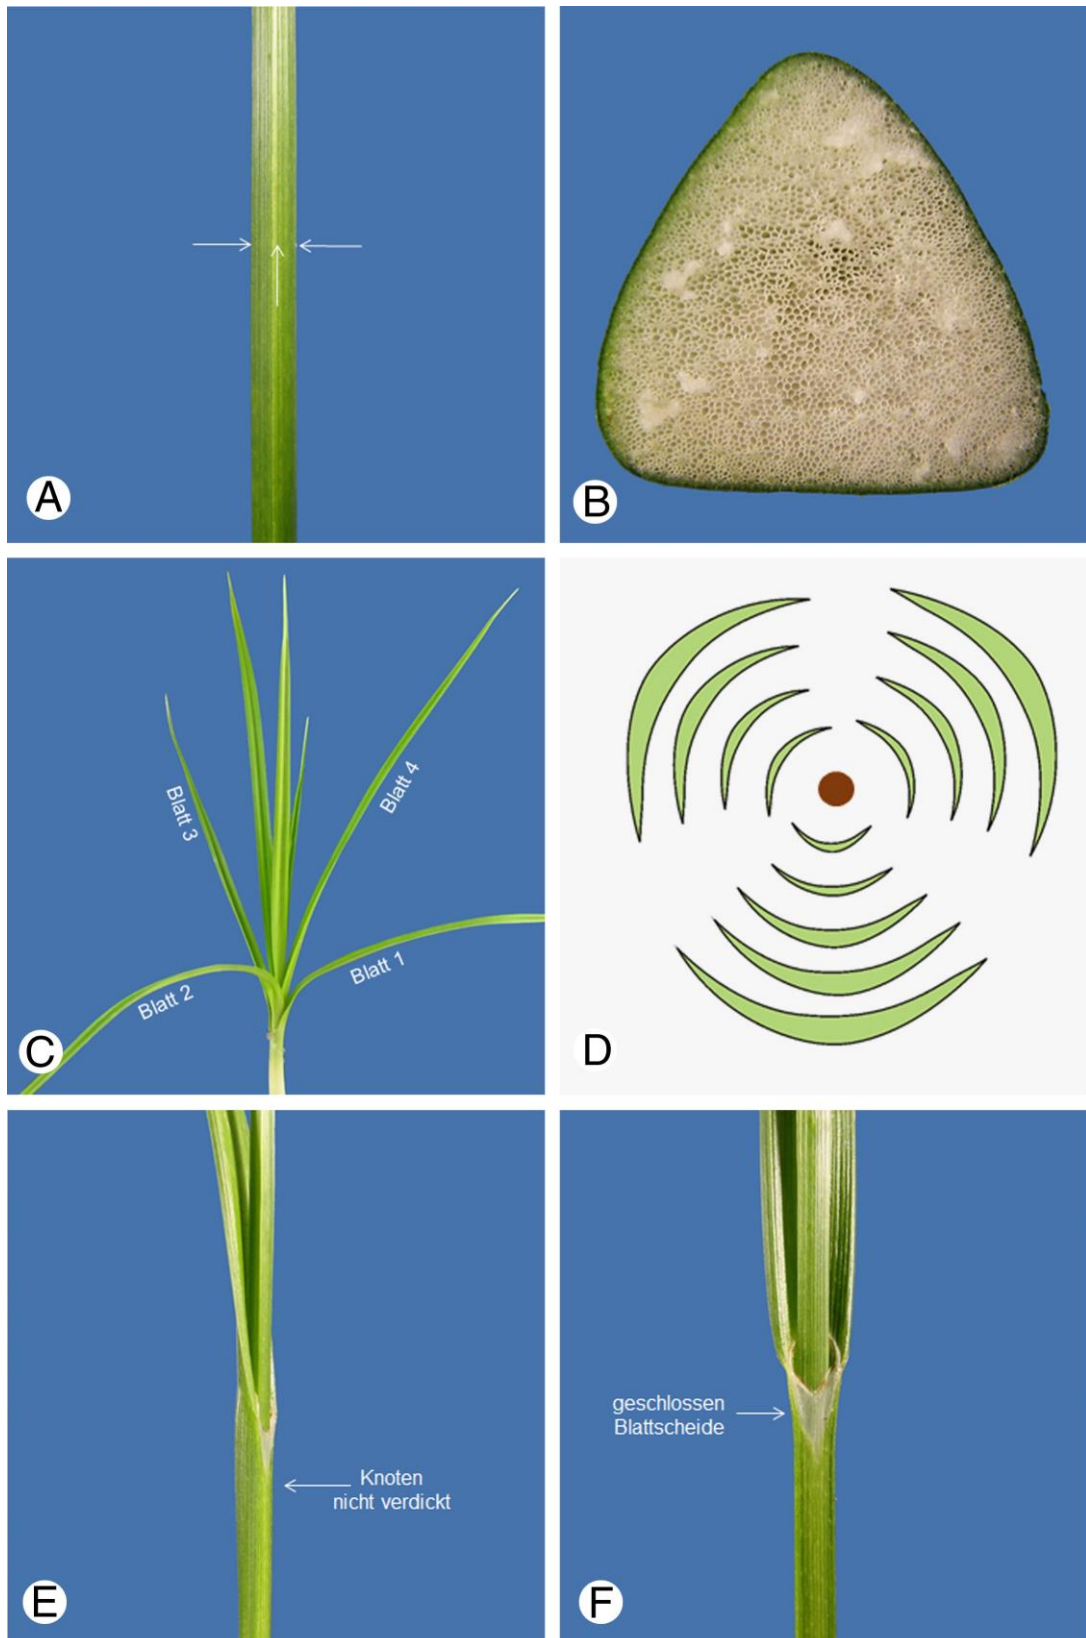 A
B
Blatt 3
Blatt 4
Blatt 2
Blatt 1
C
D
Knoten
nicht verdickt
E
geschlossen
Blattscheide
F